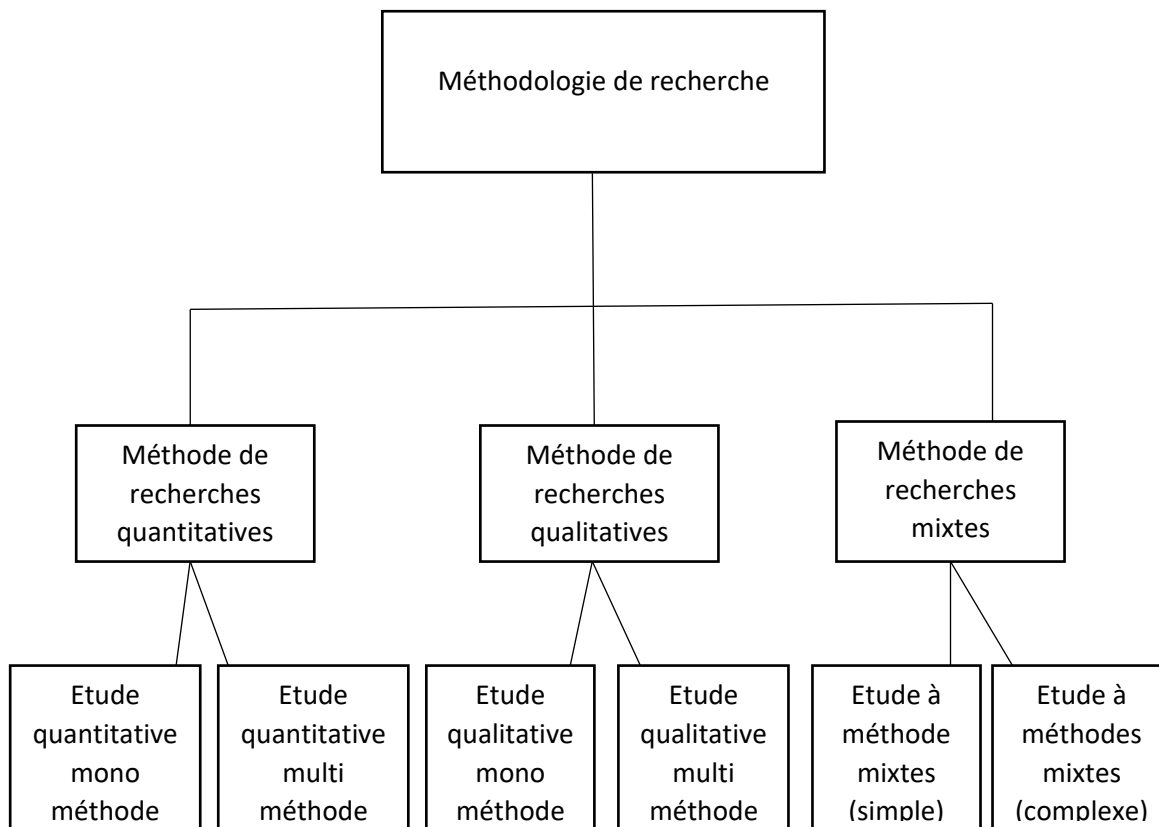 Méthodologie de recherche
Méthode de
recherches
quantitatives
Méthode de
recherches
qualitatives
Méthode de
recherches
mixtes
Etude
quantitative
mono
méthode
Etude
quantitative
multi
méthode
Etude
qualitative
mono
méthode
Etude
qualitative
multi
méthode
Etude à
méthode
mixtes
(simple)
Etude à
méthodes
mixtes
(complexe)